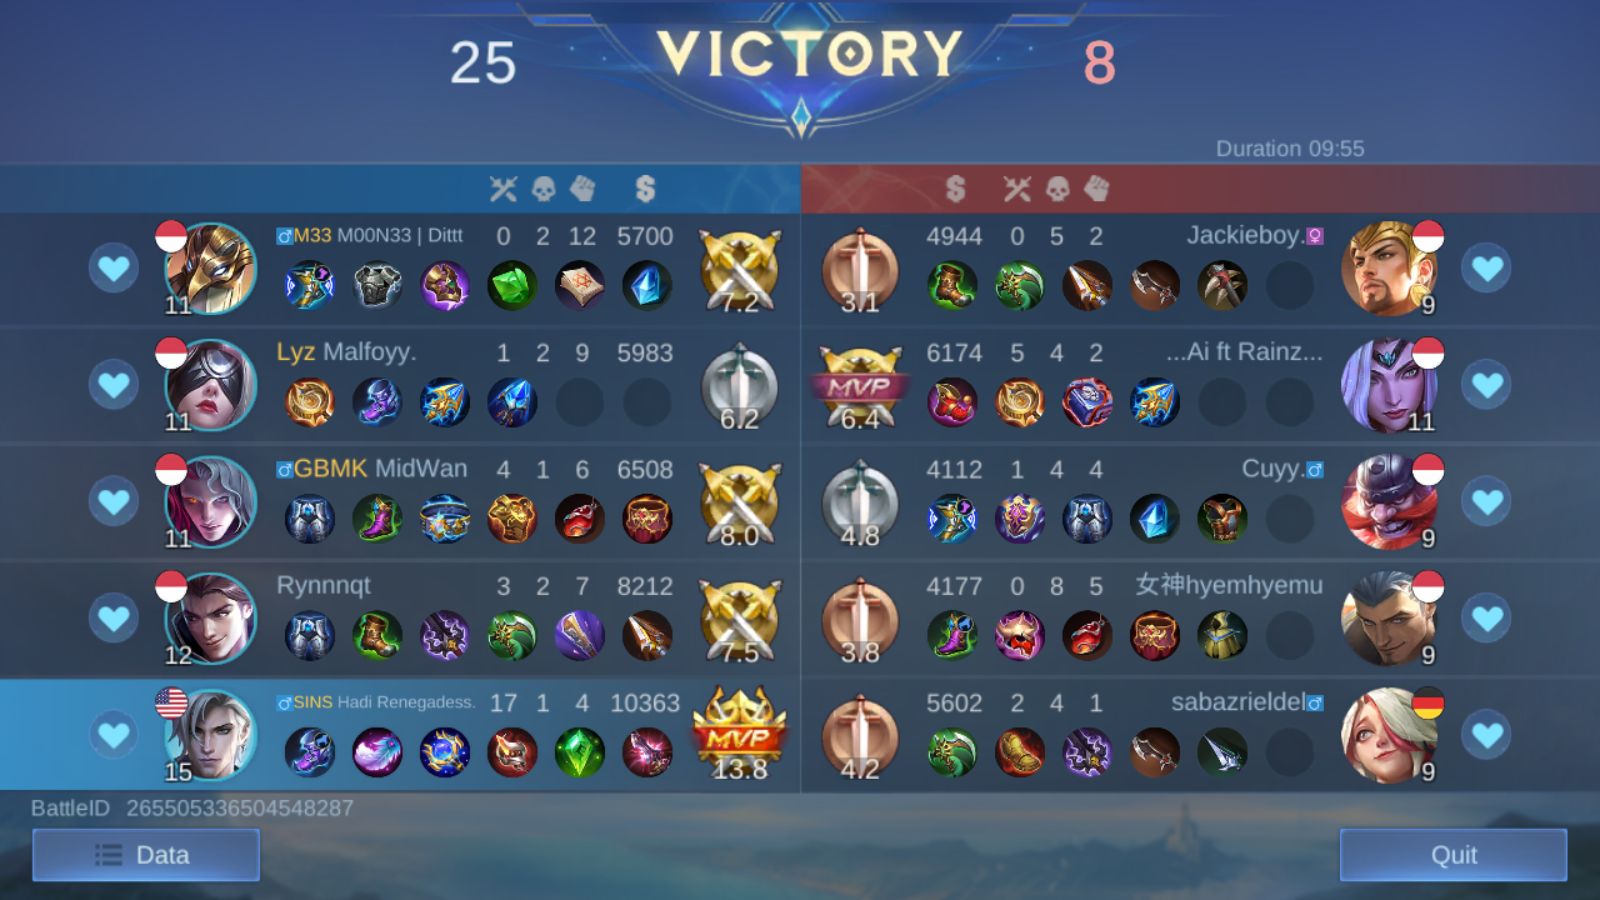 25 VICTORY 8
Duration 09:55
M33 M00N33 | Dittt 0 2 12 5700
11 7.2
3.1 4944 0 5 2 Jackieboy.
9
Lyz Malfoyy. 1 2 9 5983
11 6.2
MVP 6.4 6174 5 4 2 ...Ai ft Rainz...
11
GBMK MidWan 4 1 6 6508
11 8.0
4.8 4112 1 4 4 Cuyy.
9
Rynnnqt 3 2 7 8212
12 7.5
3.8 4177 0 8 5 女神hyemhyemu
9
SINS Hadi Renegadess. 17 1 4 10363
15 MVP 13.8
4.2 5602 2 4 1 sabazrieldel
9
BattleID 265505336504548287
Data
Quit